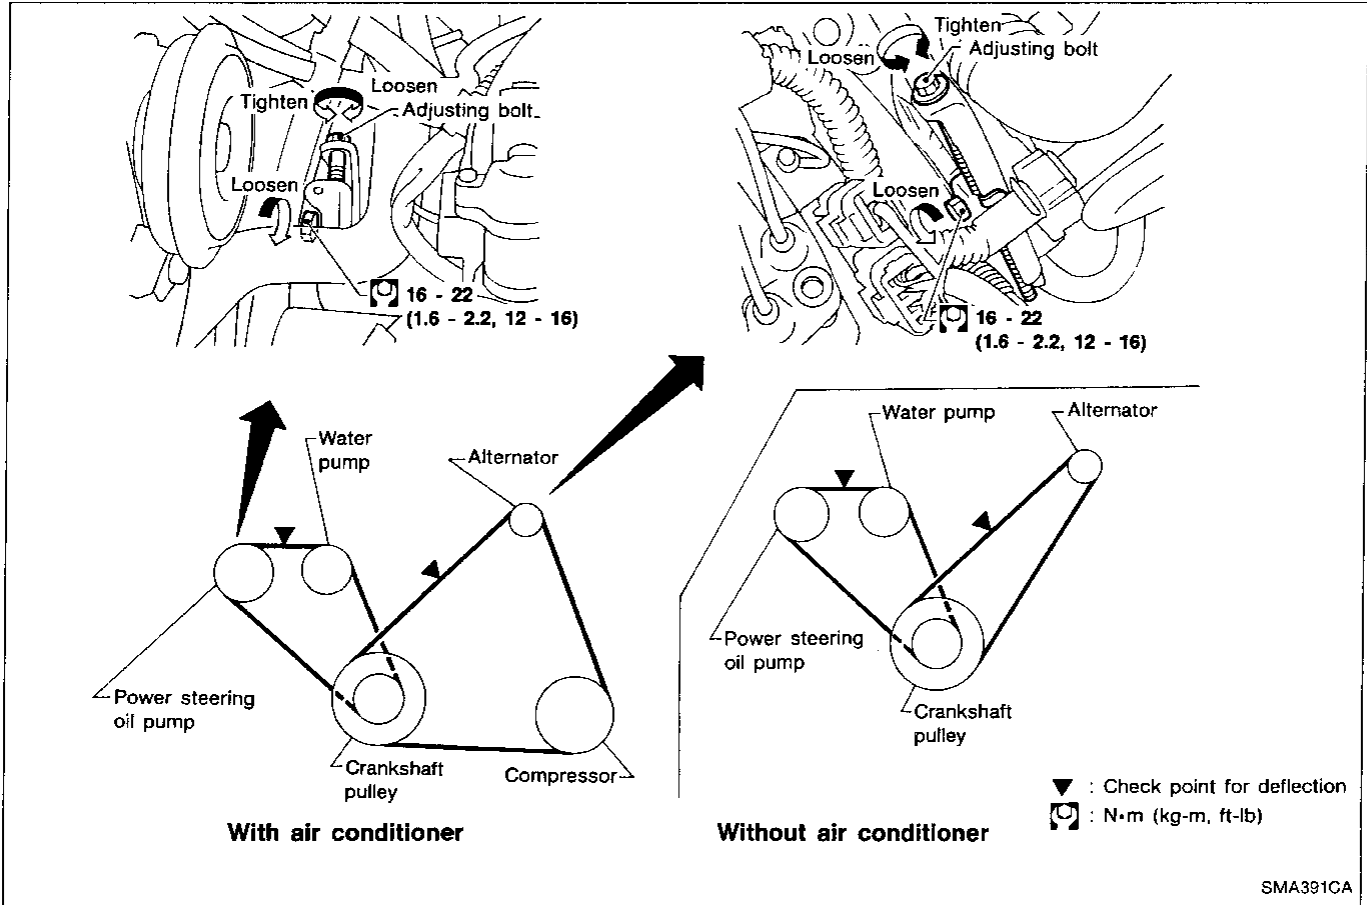 Tighten
Loosen
Adjusting bolt
Loosen
16 - 22
(1.6 - 2.2, 12 - 16)
Tighten
Loosen
Adjusting bolt
Loosen
16 - 22
(1.6 - 2.2, 12 - 16)
Water
pump
Alternator
Power steering
oil pump
Crankshaft
pulley
Compressor
With air conditioner
Water pump
Alternator
Power steering
oil pump
Crankshaft
pulley
Without air conditioner
▼ : Check point for deflection
: N•m (kg-m, ft-lb)
SMA391CA